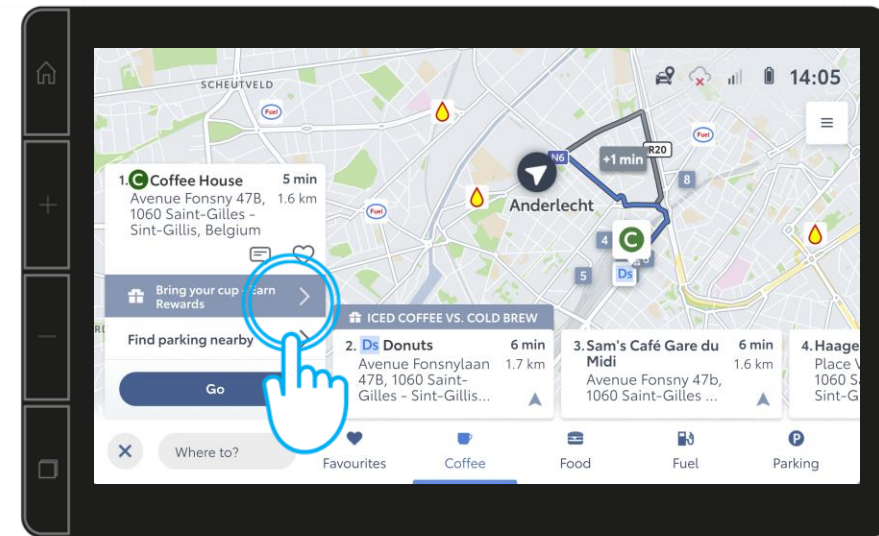 14:05
SCHEUTVELD
Fuel
Fuel
N6
+1 min
R20
8
Anderlecht
Fuel
4
C
5
Ds
1. C Coffee House 5 min
Avenue Fonsny 47B, 1.6 km
1060 Saint-Gilles –
Sint-Gillis, Belgium
Bring your cup - Earn
Rewards
Find parking nearby
Go
ICED COFFEE VS. COLD BREW
2. Ds Donuts 6 min
Avenue Fonsnylaan 1.7 km
47B, 1060 Saint-
Gilles – Sint-Gillis...
3. Sam's Café Gare du 6 min
Midi 1.6 km
Avenue Fonsny 47b,
1060 Saint-Gilles ...
4. Haage
Place
1060
Sint-G
Where to?
Favourites
Coffee
Food
Fuel
P
Parking